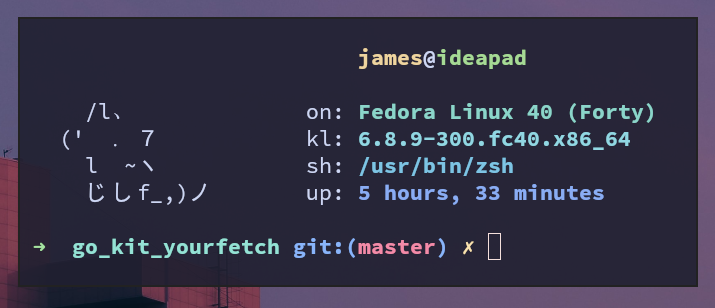 james@ideapad
/l、 on: Fedora Linux 40 (Forty)
(' . 7 kl: 6.8.9-300.fc40.x86_64
l ~ヽ sh: /usr/bin/zsh
じしf_,)ノ up: 5 hours, 33 minutes
➜ go_kit_yourfetch git:(master) ✗